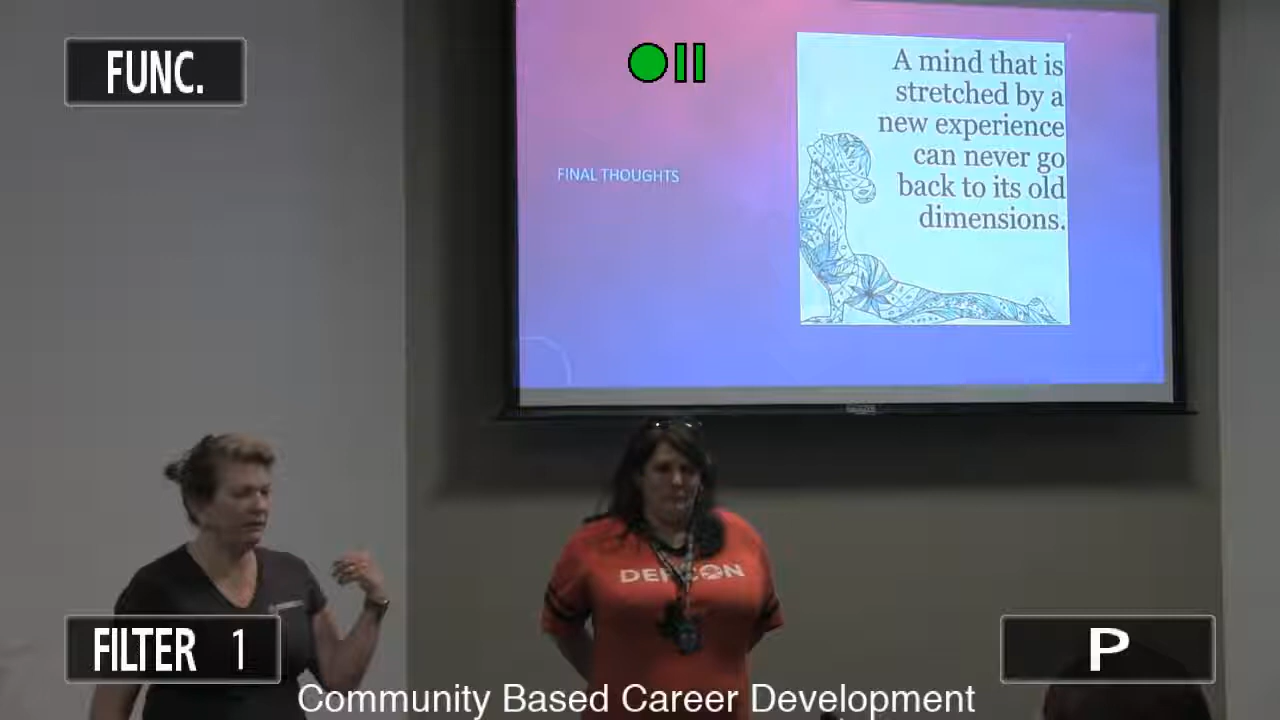 FUNC.
A mind that is
stretched by a
new experience
can never go
back to its old
dimensions.
FINAL THOUGHTS
DEFCON
FILTER 1
P
Community Based Career Development